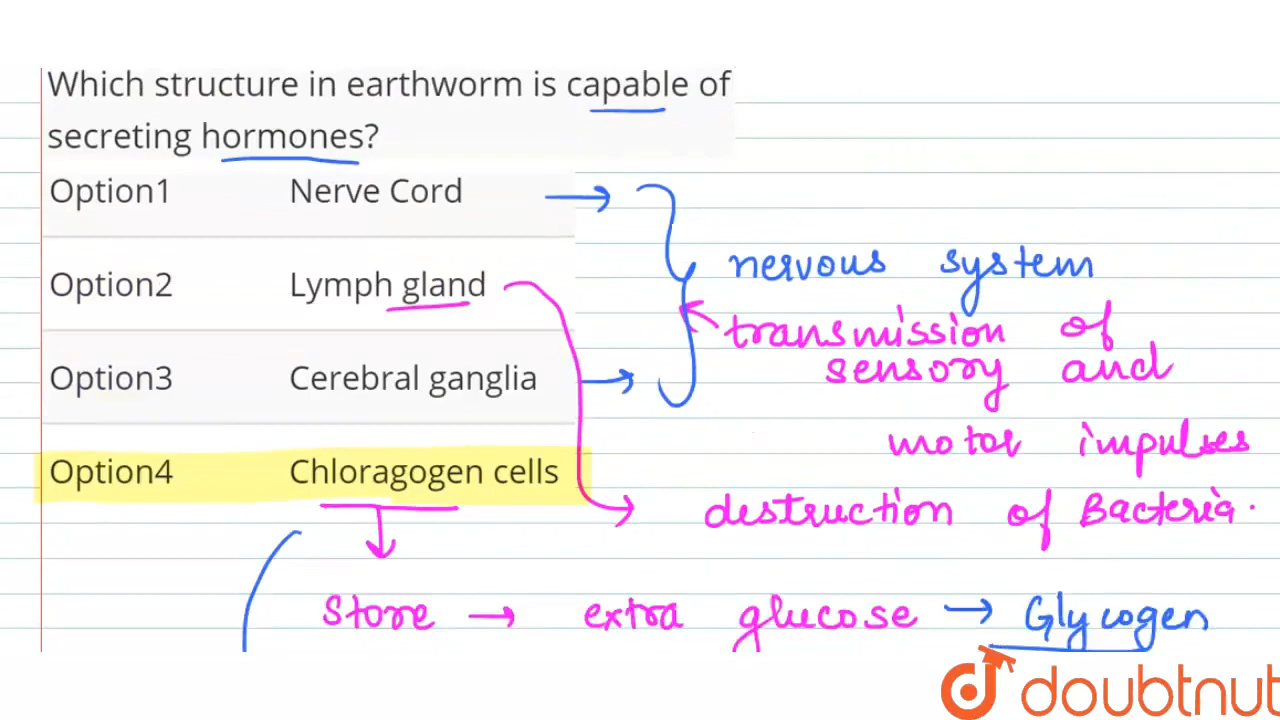 Which structure in earthworm is capable of
secreting hormones?
Option1 Nerve Cord
Option2 Lymph gland
Option3 Cerebral ganglia
Option4 Chloragogen cells
nervous system
transmission of
sensory and
motor impulses
destruction of Bacteria.
Store → extra glucose → Glycogen
doubtnut